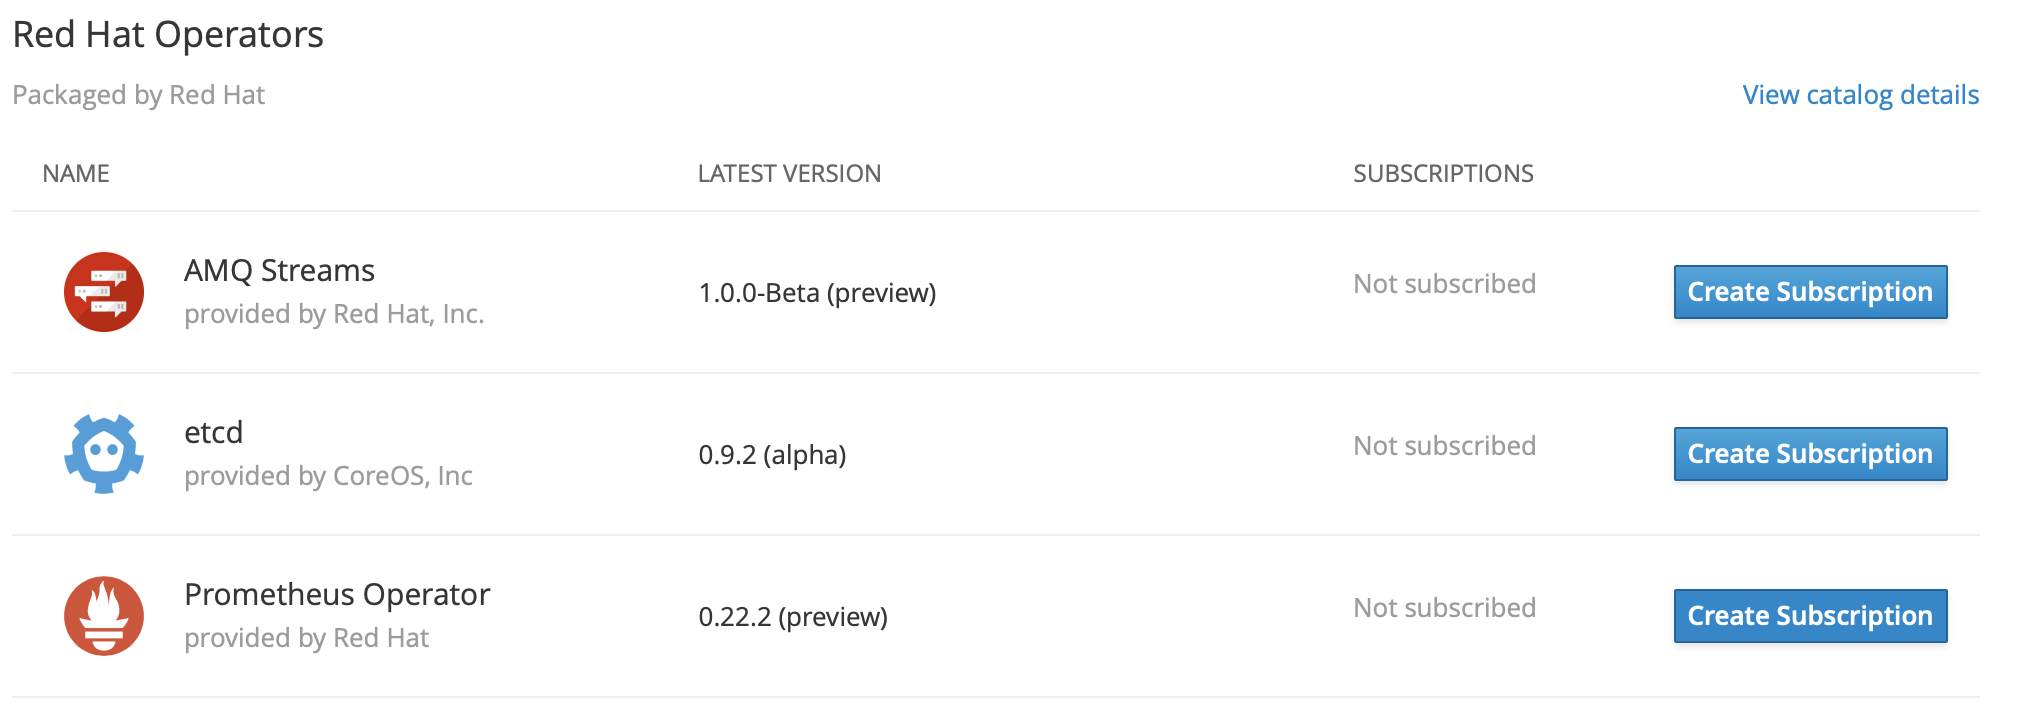 Red Hat Operators
Packaged by Red Hat View catalog details
NAME LATEST VERSION SUBSCRIPTIONS
AMQ Streams
provided by Red Hat, Inc.
1.0.0-Beta (preview)
Not subscribed
Create Subscription
etcd
provided by CoreOS, Inc
0.9.2 (alpha)
Not subscribed
Create Subscription
Prometheus Operator
provided by Red Hat
0.22.2 (preview)
Not subscribed
Create Subscription